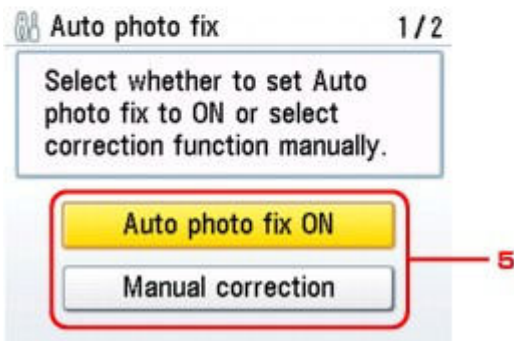 Auto photo fix 1/2
Select whether to set Auto
photo fix to ON or select
correction function manually.
Auto photo fix ON
Manual correction
5